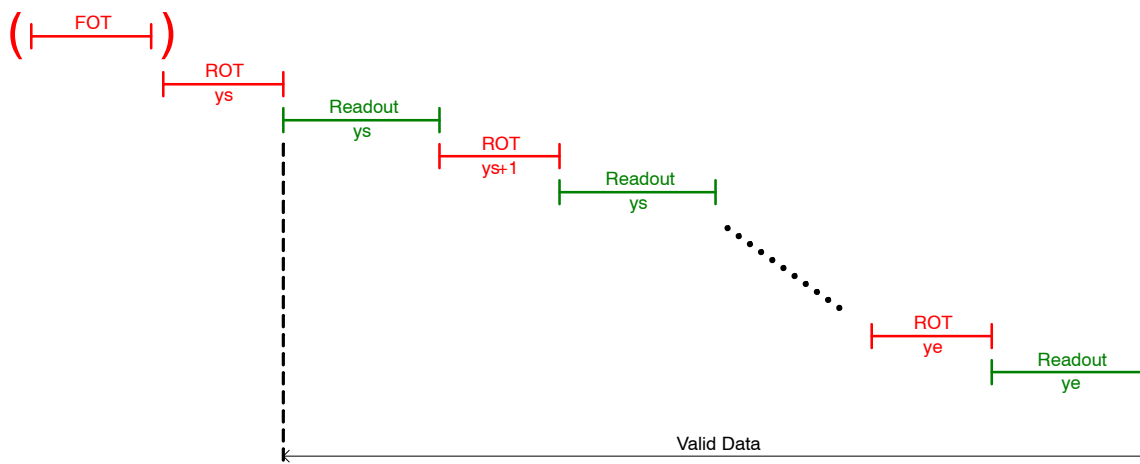 ( FOT )
ROT
ys
Readout
ys
ROT
ys+1
Readout
ys
ROT
ye
Readout
ye
Valid Data